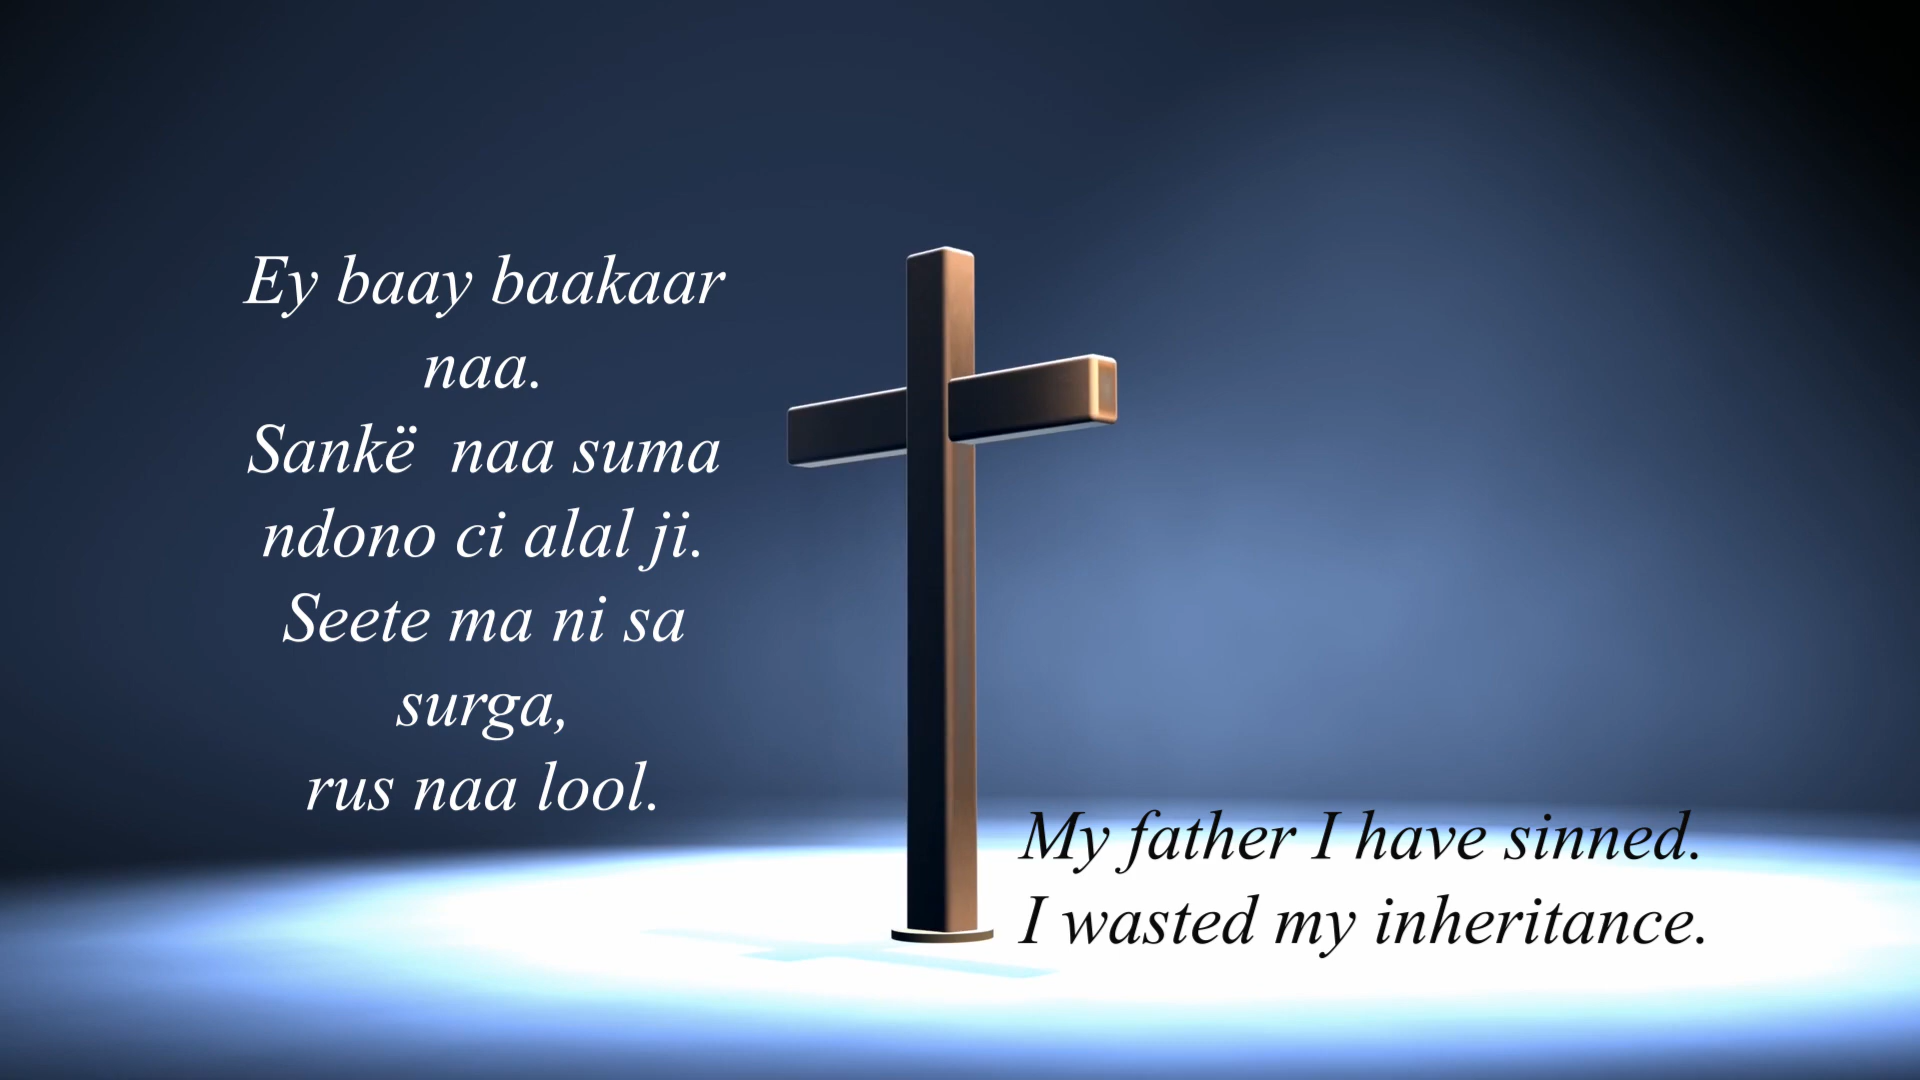 Ey baay baakaar
naa.
Sankë  naa suma
ndono ci alal ji.
Seete ma ni sa
surga,
rus naa lool.
My father I have sinned.
I wasted my inheritance.